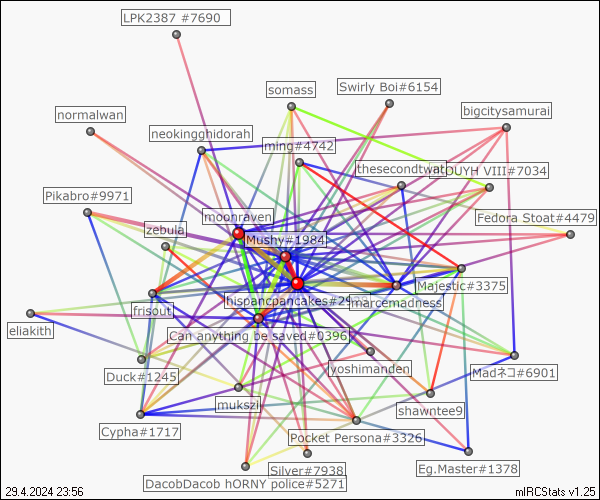 LPK2387 #7690
somass
Swirly Boi#6154
normalwan
bigcitysamurai
neokingghidorah
ming#4742
thesecondtwat
DUYH VIII#7034
Pikabro#9971
moonraven
Fedora Stoat#4479
zebula
Mushy#1984
Majestic#3375
hispancpancakes#2923
marcemadness
frisout
eliakith
Can anything be saved#0396
lyoshimanden
Duck#1245
Madネコ#6901
mukszi
shawntee9
Cypha#1717
Pocket Persona#3326
Silver#7938
Eg.Master#1378
DacobDacob hORNY police#5271
29.4.2024 23:56
mIRCStats v1.25